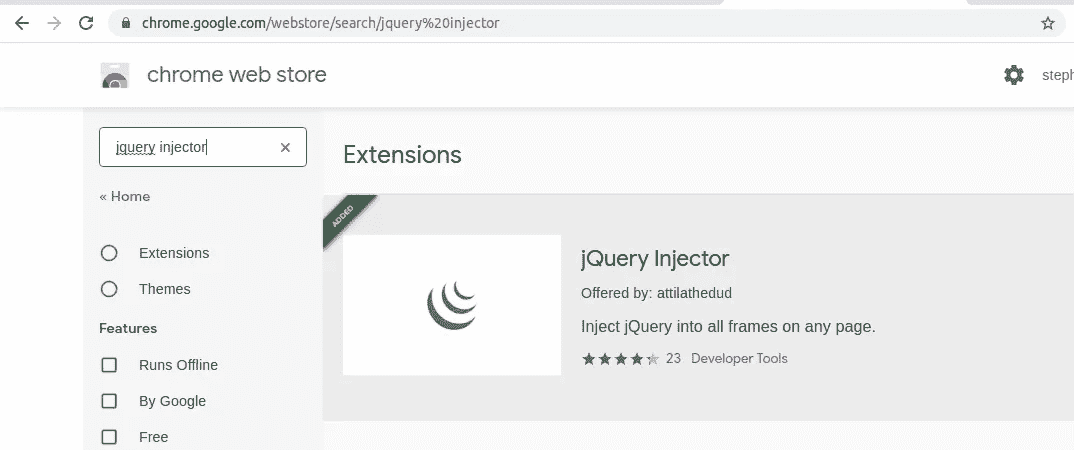 chrome.google.com/webstore/search/jquery%20injector
chrome web store
steph
jquery injector
« Home
Extensions
Themes
Features
Runs Offline
By Google
Free
Extensions
ADDED
jQuery Injector
Offered by: attilathedud
Inject jQuery into all frames on any page.
23 Developer Tools